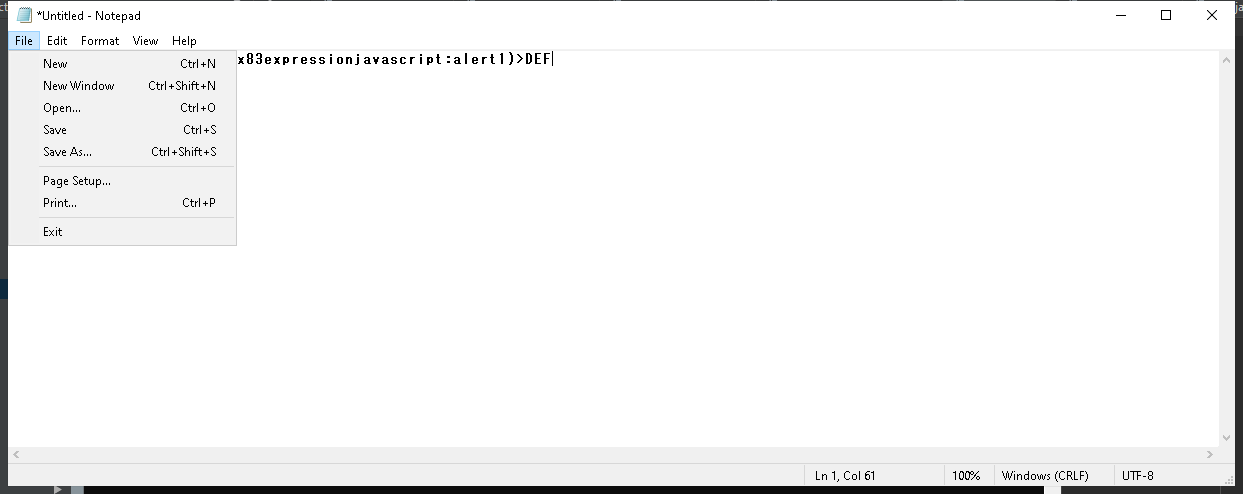 *Untitled - Notepad
File Edit Format View Help
x83expressionjavascript:alert1)>DEF
New Ctrl+N
New Window Ctrl+Shift+N
Open... Ctrl+O
Save Ctrl+S
Save As... Ctrl+Shift+S
Page Setup...
Print... Ctrl+P
Exit
Ln 1, Col 61 100% Windows (CRLF) UTF-8